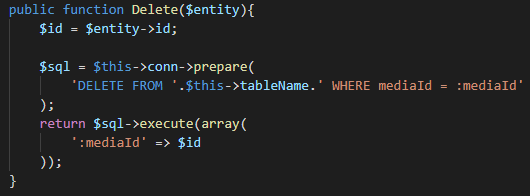 public function Delete($entity){
    $id = $entity->id;

    $sql = $this->conn->prepare(
        'DELETE FROM '.$this->tableName.' WHERE mediaId = :mediaId'
    );
    return $sql->execute(array(
        ':mediaId' => $id
    ));
}